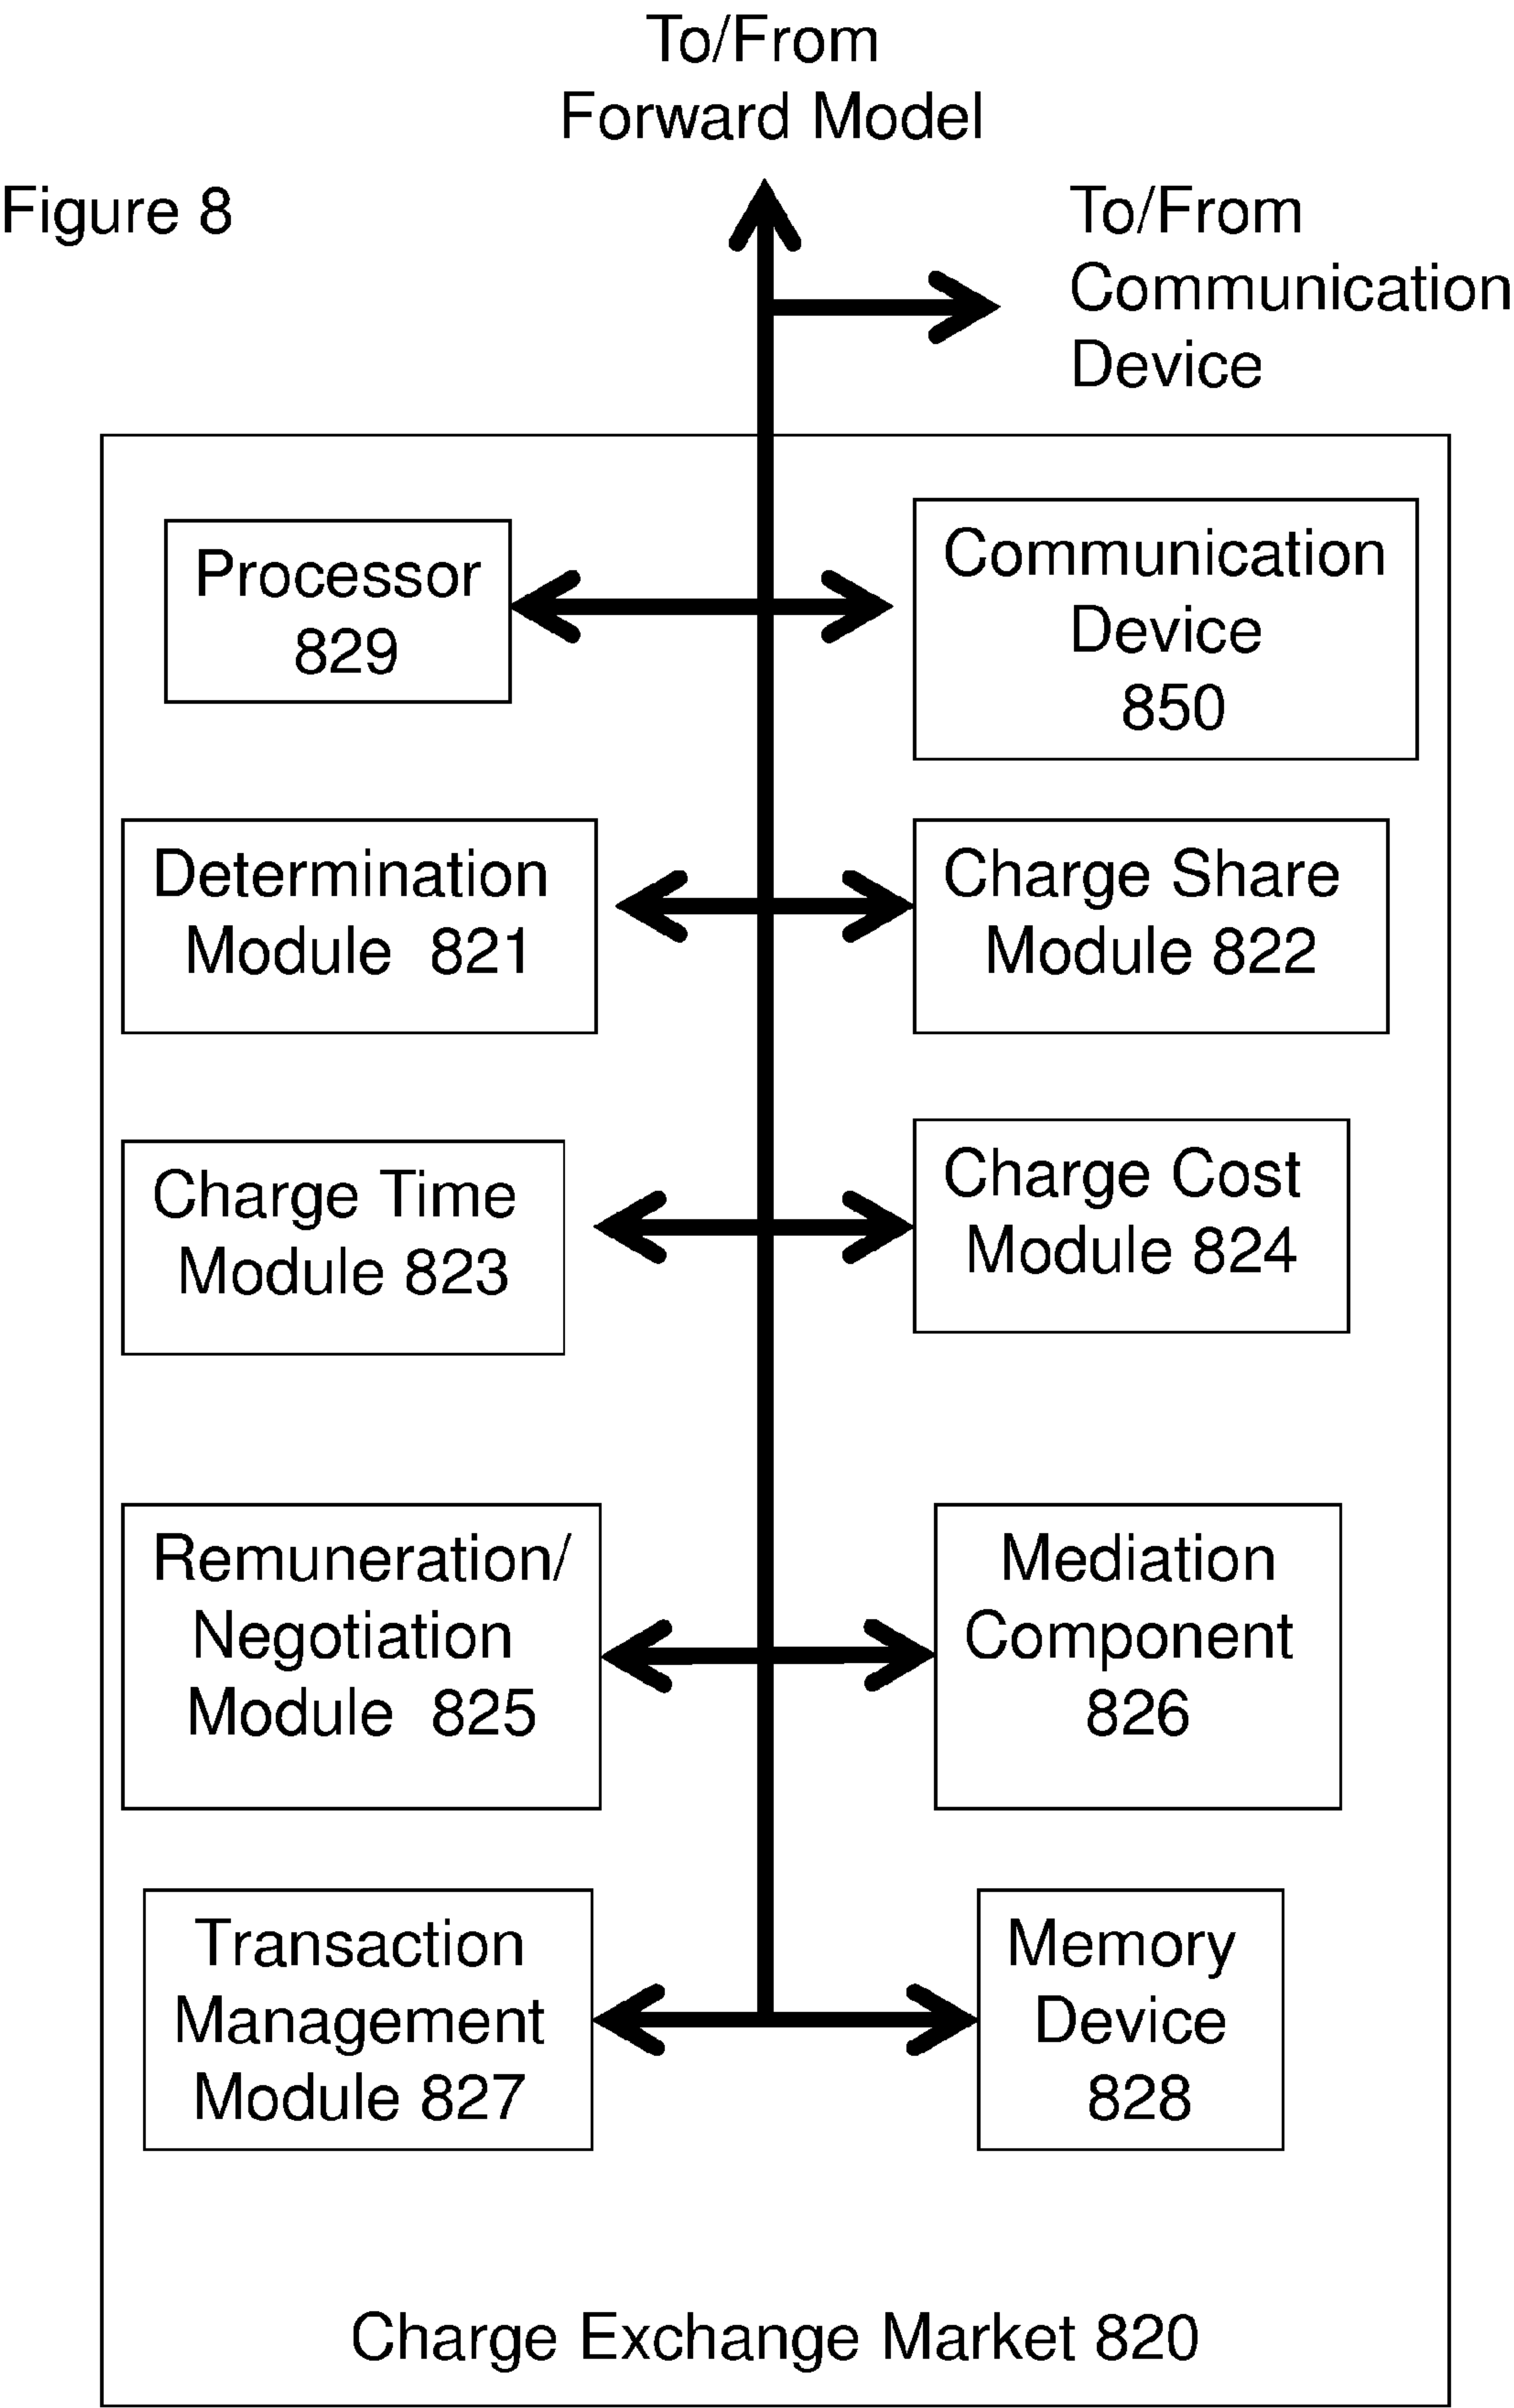 To/From
Forward Model
Figure 8
To/From
Communication
Device
Processor
829
Communication
Device
850
Determination
Module 821
Charge Share
Module 822
Charge Time
Module 823
Charge Cost
Module 824
Remuneration/
Negotiation
Module 825
Mediation
Component
826
Transaction
Management
Module 827
Memory
Device
828
Charge Exchange Market 820